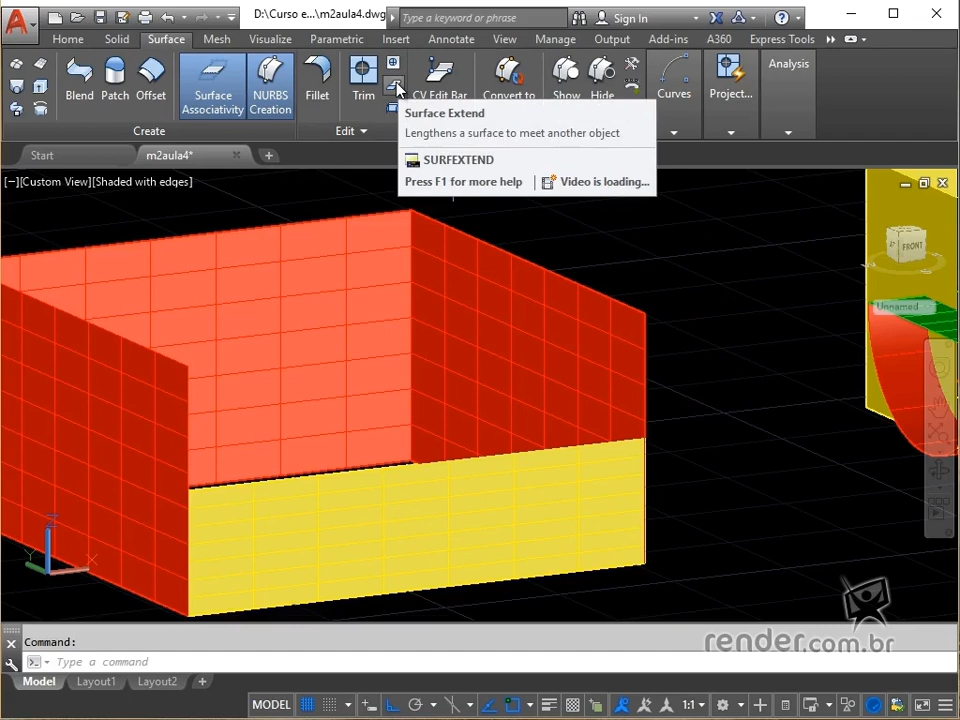 D:\Curso e...\m2aula4.dwg
Type a keyword or phrase
Sign In
Home Solid Surface Mesh Visualize Parametric Insert Annotate View Manage Output Add-ins A360 Express Tools
Blend Patch Offset Surface Associativity NURBS Creation Fillet Trim CV Edit Bar Convert to Show Hide Curves Project... Analysis
Create Edit
Surface Extend
Lengthens a surface to meet another object
SURFEXTEND
Press F1 for more help Video is loading...
Start m2aula4*
[−][Custom View][Shaded with edges]
FRONT
Unnamed
Z
Y X
render.com.br
Command:
Type a command
Model Layout1 Layout2
MODEL 1:1